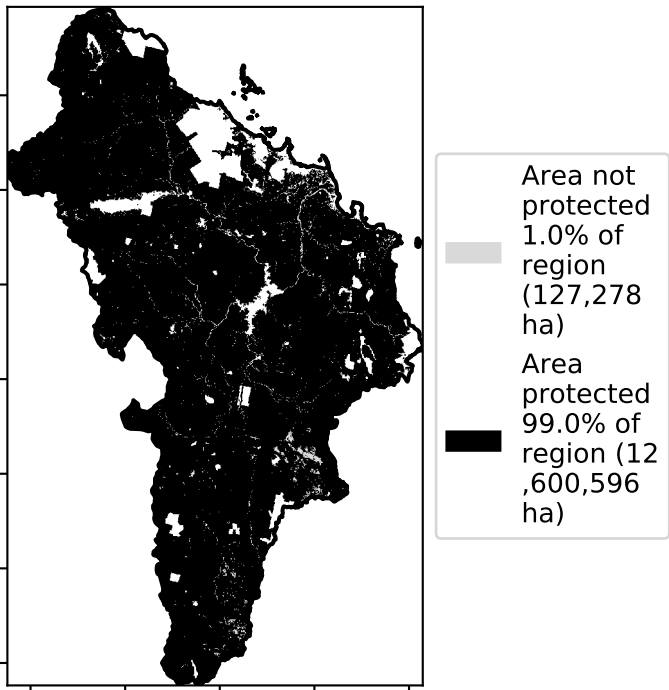 Area not
protected
1.0% of
region
(127,278
ha)
Area
protected
99.0% of
region (12
,600,596
ha)